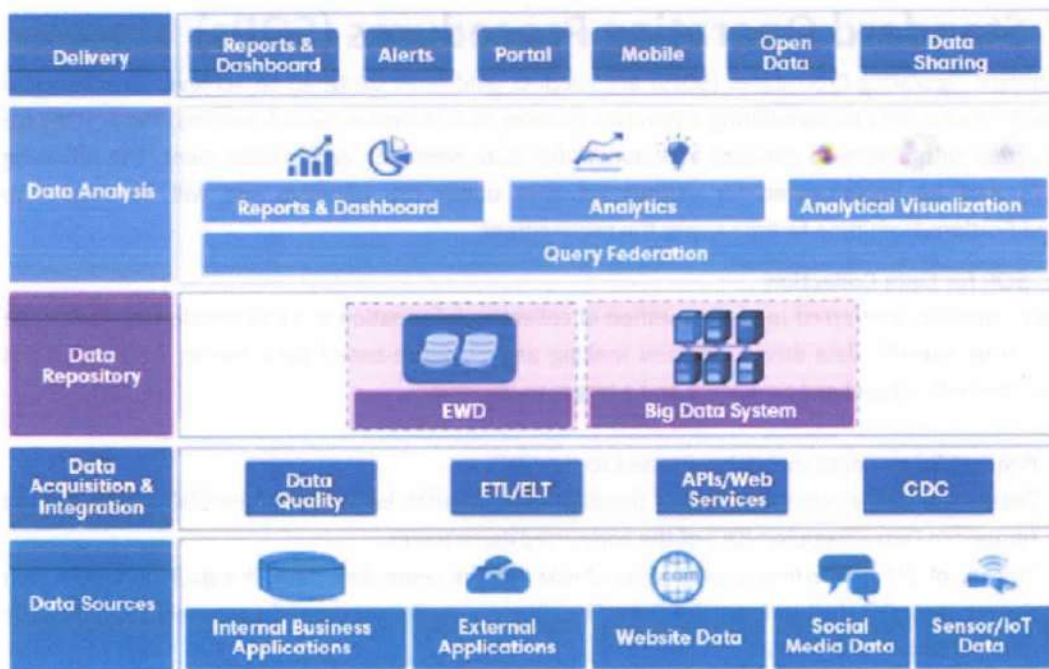 Delivery
Reports &
Dashboard
Alerts
Portal
Mobile
Open
Data
Data
Sharing
Data Analysis
Reports & Dashboard
Analytics
Analytical Visualization
Query Federation
Data
Repository
EWD
Big Data System
Data
Acquisition &
Integration
Data
Quality
ETL/ELT
APIs/Web
Services
CDC
Data Sources
.com
Internal Business
Applications
External
Applications
Website Data
Social
Media Data
Sensor/IoT
Data